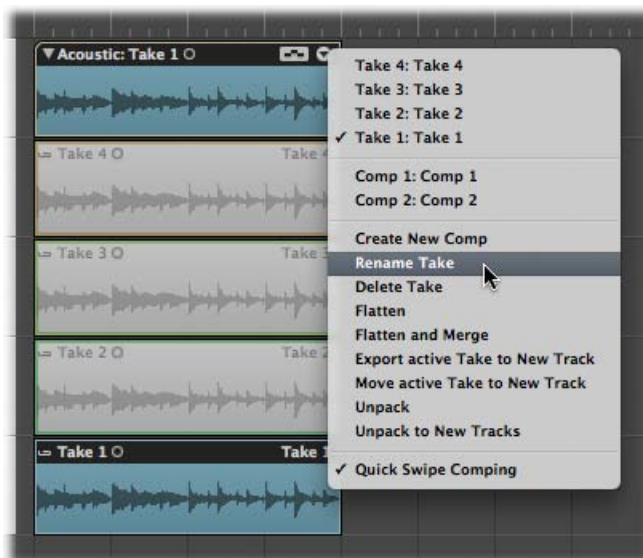 Acoustic: Take 1
Take 4: Take 4
Take 3: Take 3
Take 2: Take 2
✓ Take 1: Take 1
Comp 1: Comp 1
Comp 2: Comp 2
Create New Comp
Rename Take
Delete Take
Flatten
Flatten and Merge
Export active Take to New Track
Move active Take to New Track
Unpack
Unpack to New Tracks
✓ Quick Swipe Comping
Take 4 Take 4
Take 3 Take
Take 2 Take
Take 1 Take